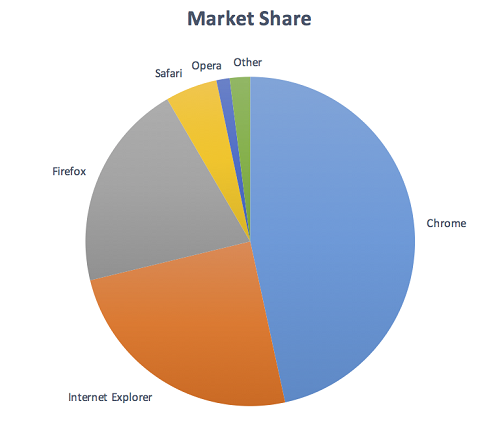 Market Share
Other
Opera
Safari
Firefox
Chrome
Internet Explorer